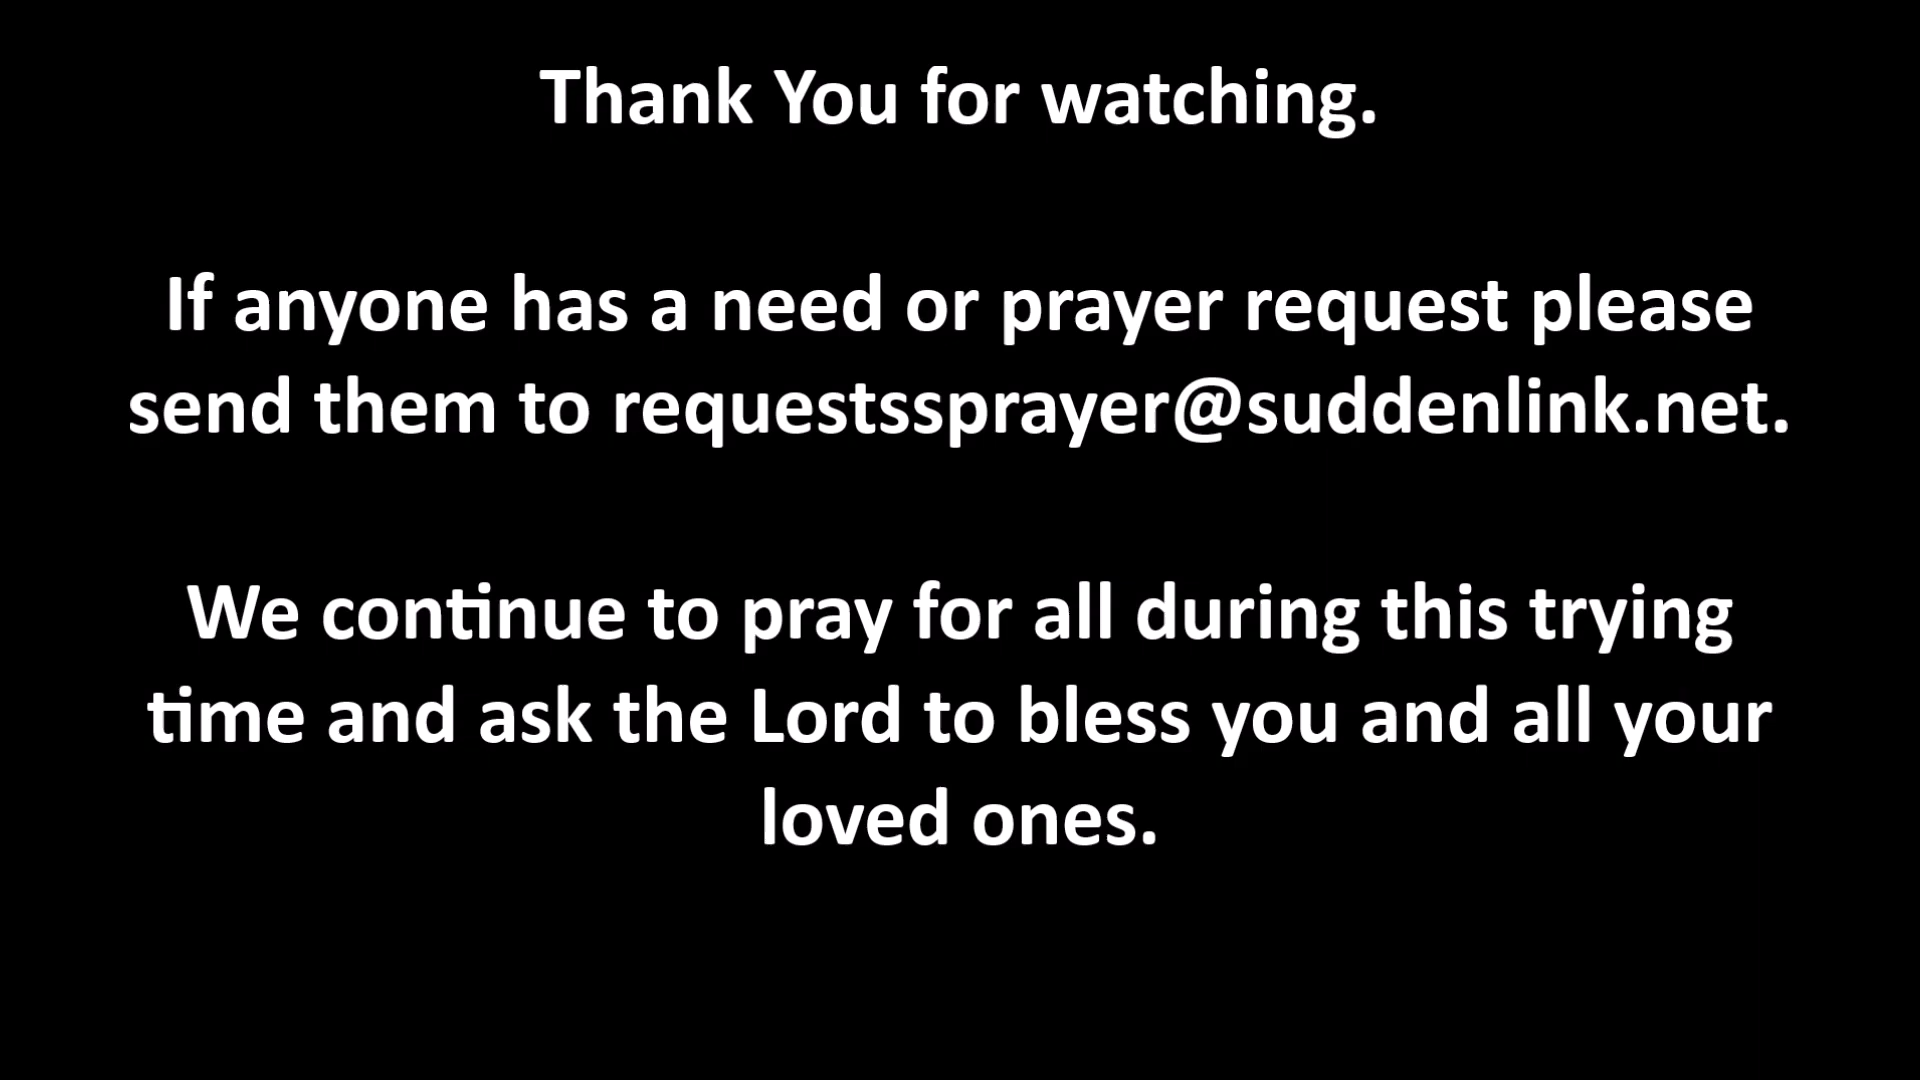 Thank You for watching.
If anyone has a need or prayer request please
send them to requestssprayer@suddenlink.net.
We continue to pray for all during this trying
time and ask the Lord to bless you and all your
loved ones.